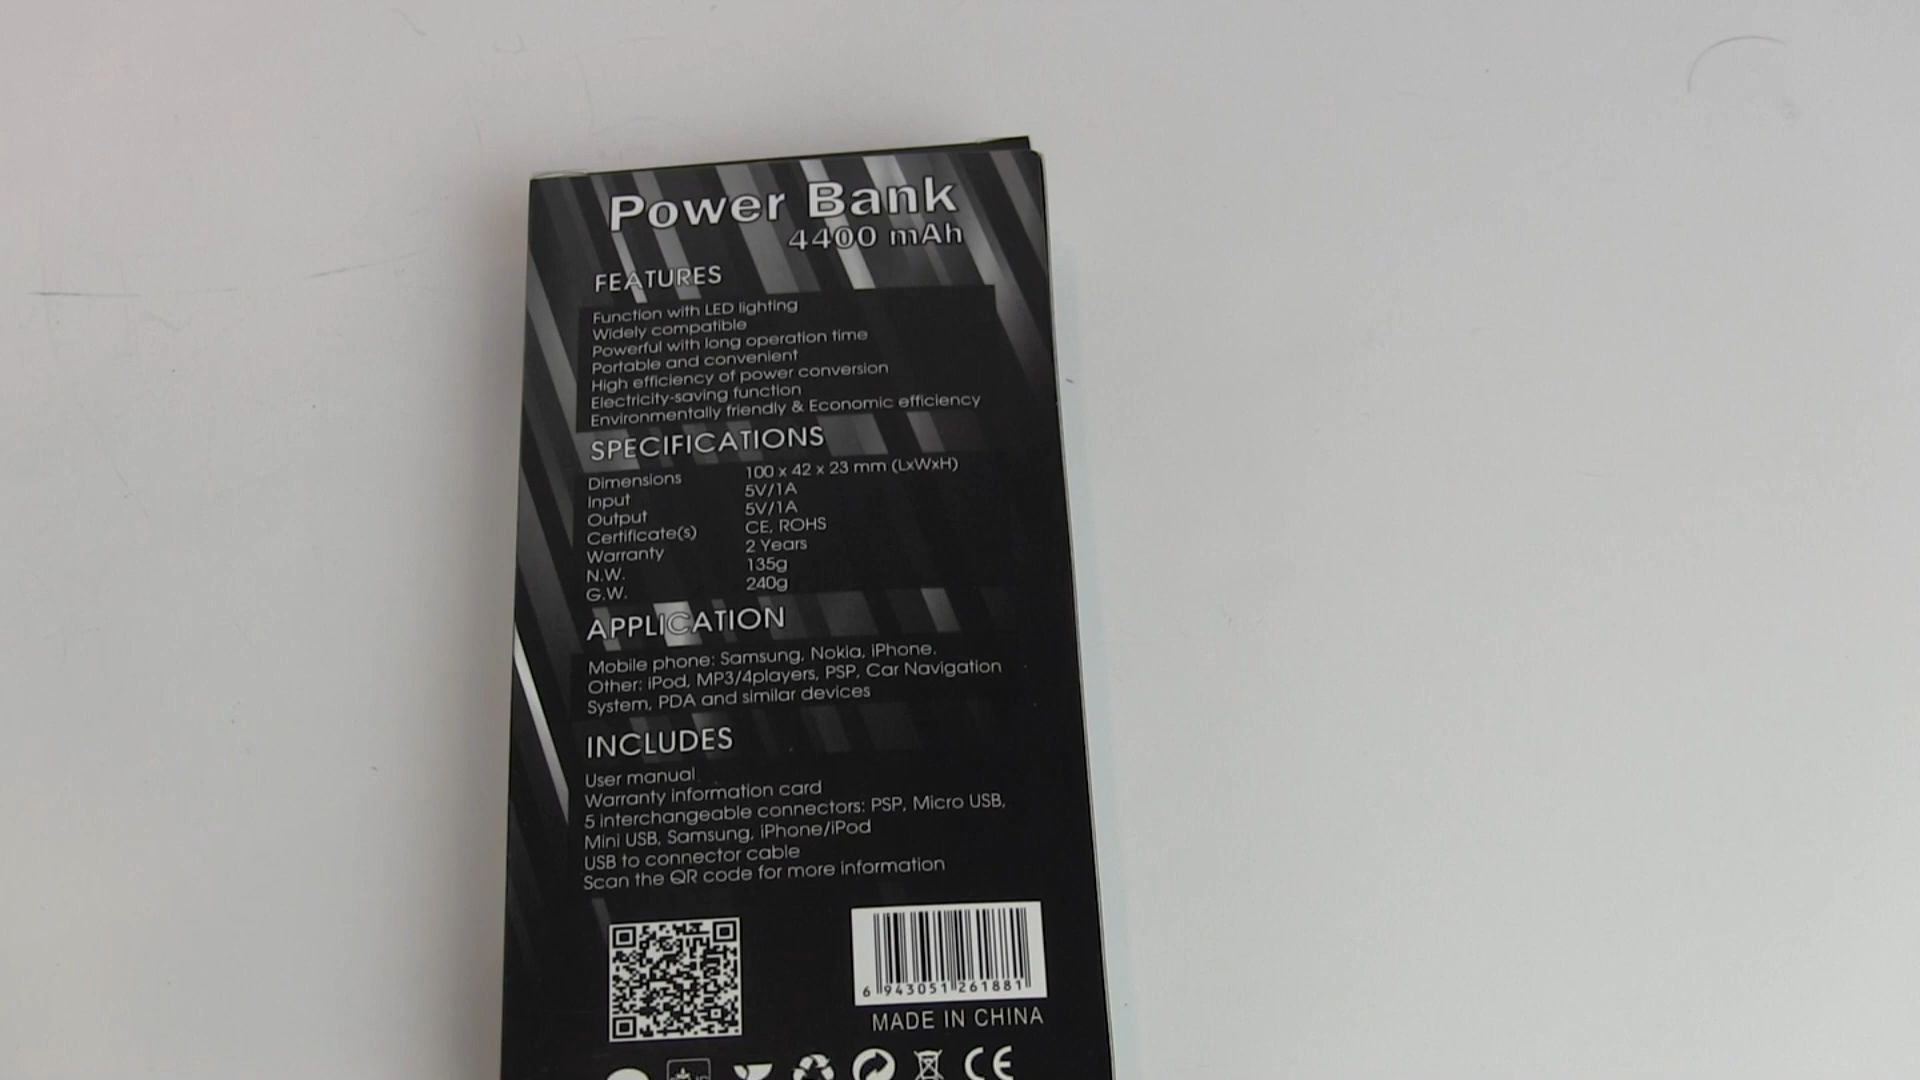 Power Bank
4400 mAh
FEATURES
Function with LED lighting
Widely compatible
Powerful with long operation time
Portable and convenient
High efficiency of power conversion
Electricity-saving function
Environmentally friendly & Economic efficiency
SPECIFICATIONS
Dimensions 100 x 42 x 23 mm (LxWxH)
Input 5V/1A
Output 5V/1A
Certificate(s) CE, ROHS
Warranty 2 Years
N.W. 135g
G.W. 240g
APPLICATION
Mobile phone: Samsung, Nokia, iPhone.
Other: iPod, MP3/4players, PSP, Car Navigation
System, PDA and similar devices
INCLUDES
User manual
Warranty information card
5 interchangeable connectors: PSP, Micro USB,
Mini USB, Samsung, iPhone/iPod
USB to connector cable
Scan the QR code for more information
6 943051 261881
MADE IN CHINA
CE